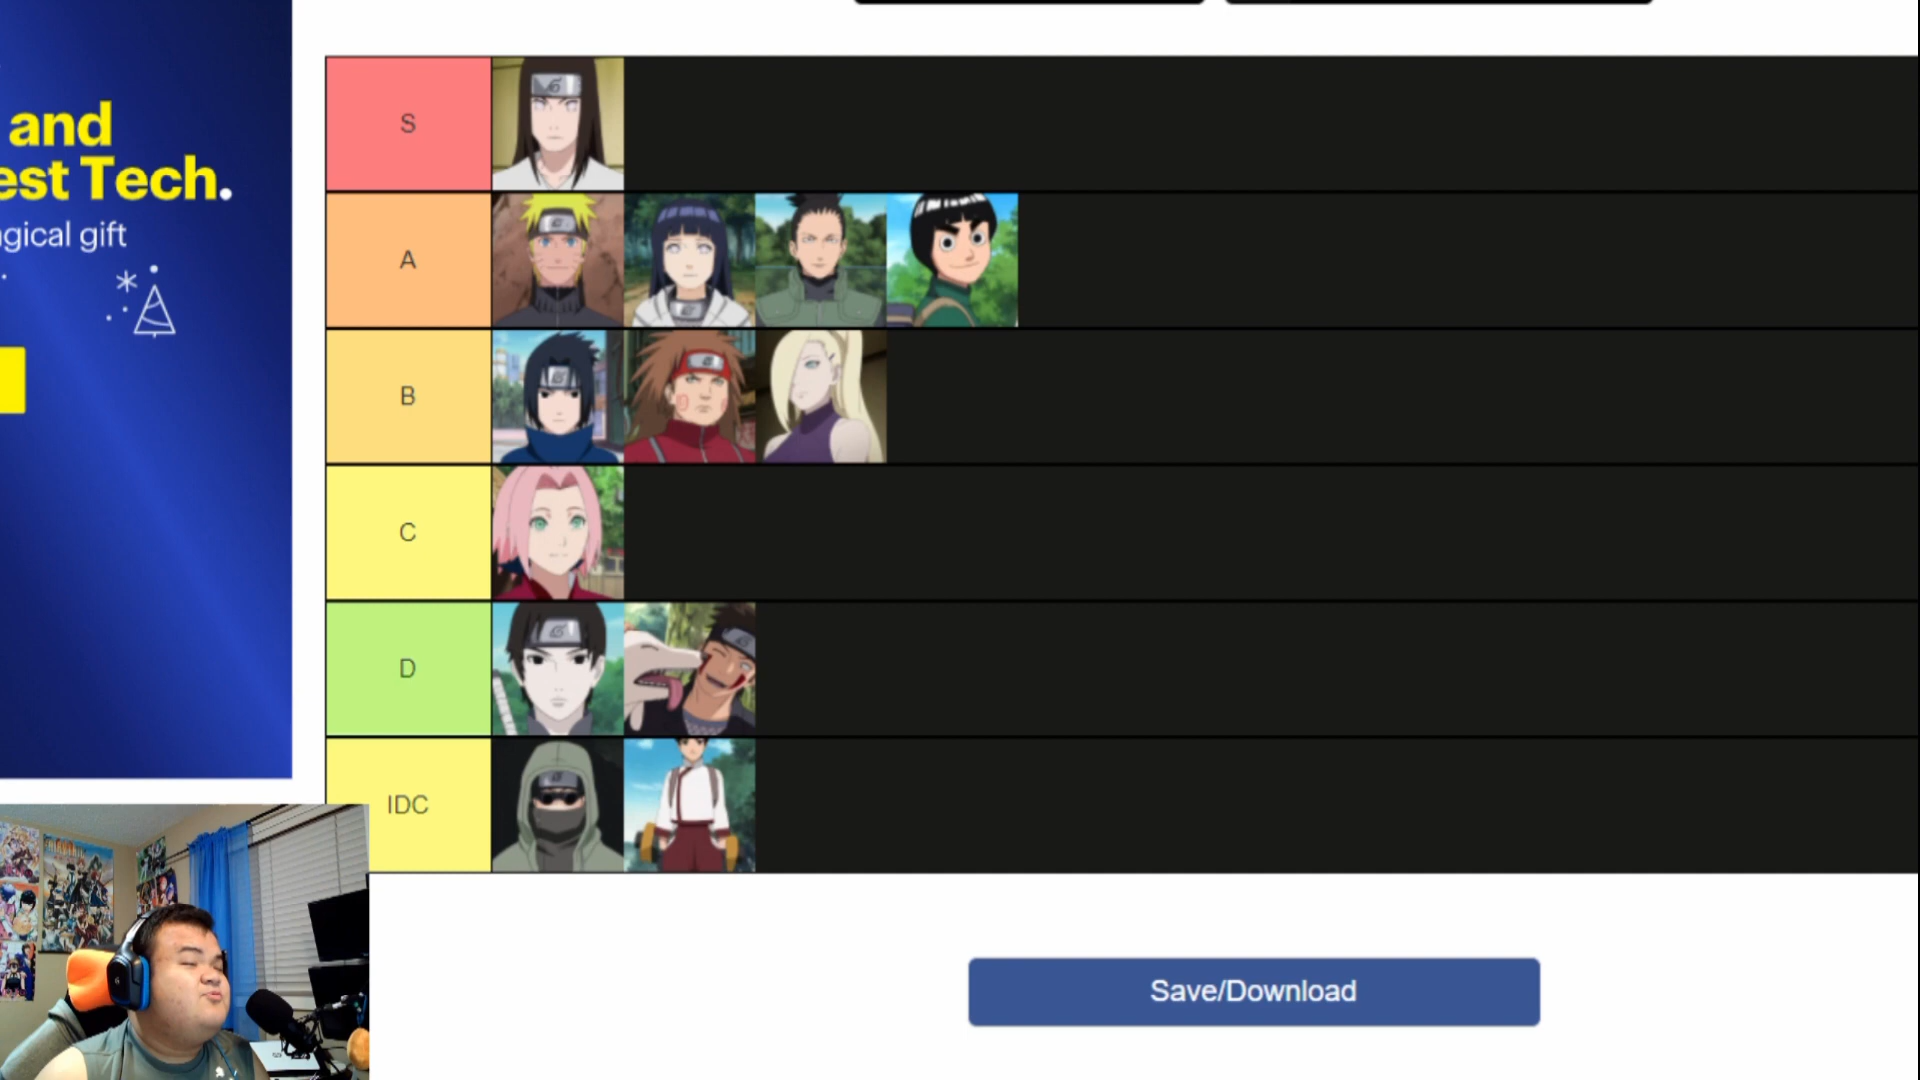 and
est Tech.
gical gift
S
A
B
C
D
IDC
Save/Download